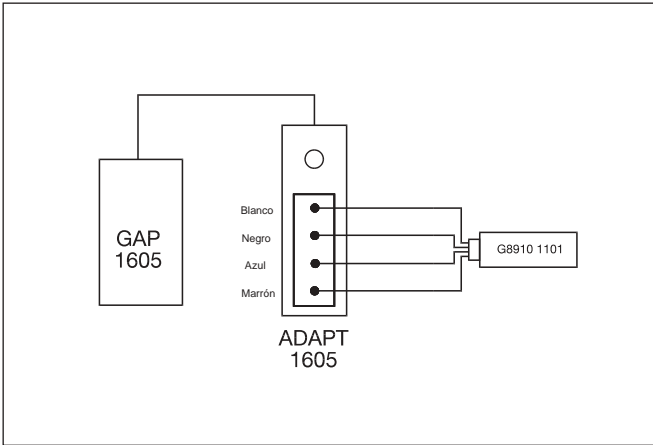 GAP
1605
Blanco
Negro
Azul
Marrón
G8910 1101
ADAPT
1605